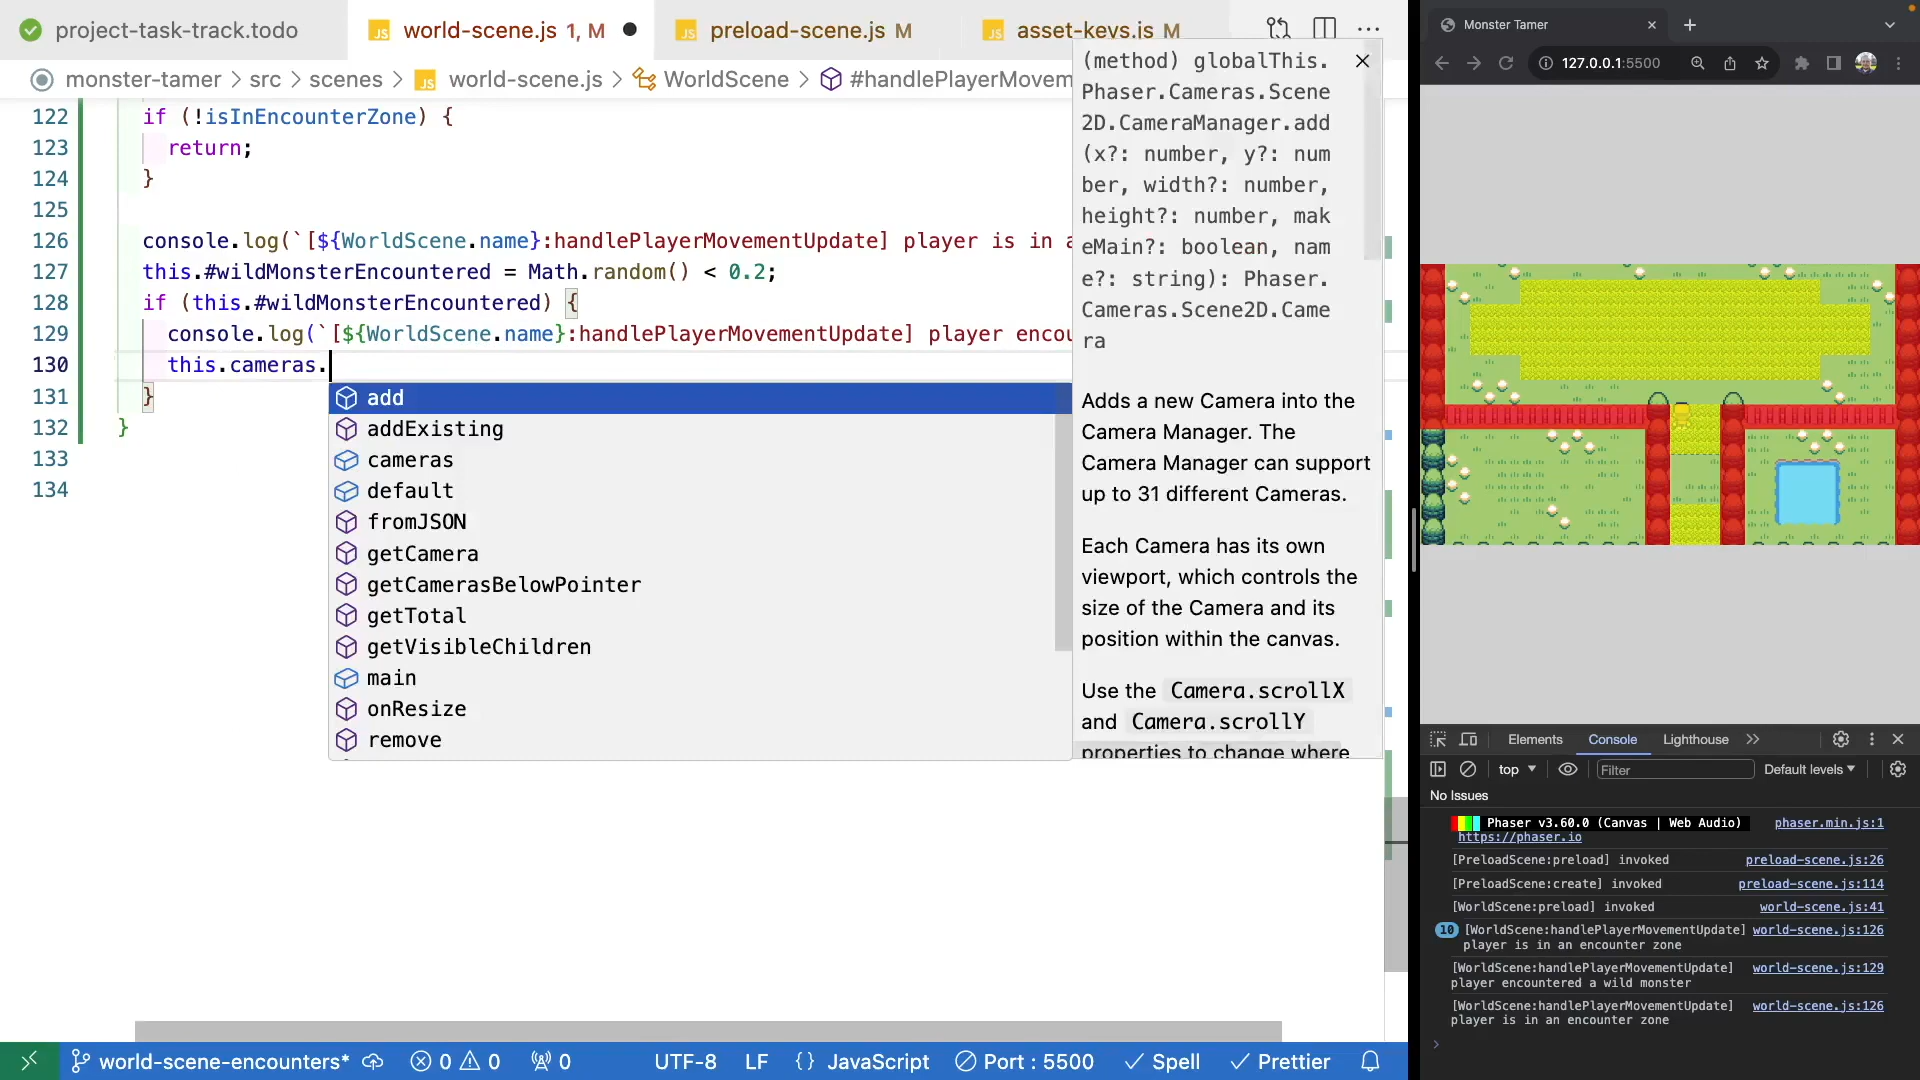 project-task-track.todo
world-scene.js 1, M
preload-scene.js M
asset-keys.js M
monster-tamer > src > scenes > world-scene.js > WorldScene > #handlePlayerMovem
122 if (!isInEncounterZone) {
123 return;
124 }
125
126 console.log(`[${WorldScene.name}:handlePlayerMovementUpdate] player is in a
127 this.#wildMonsterEncountered = Math.random() < 0.2;
128 if (this.#wildMonsterEncountered) {
129 console.log(`[${WorldScene.name}:handlePlayerMovementUpdate] player encou
130 this.cameras.
131 }
132 }
133
134
add
addExisting
cameras
default
fromJSON
getCamera
getCamerasBelowPointer
getTotal
getVisibleChildren
main
onResize
remove
(method) globalThis.
Phaser.Cameras.Scene
2D.CameraManager.add
(x?: number, y?: num
ber, width?: number,
height?: number, mak
eMain?: boolean, nam
e?: string): Phaser.
Cameras.Scene2D.Came
ra
Adds a new Camera into the
Camera Manager. The
Camera Manager can support
up to 31 different Cameras.
Each Camera has its own
viewport, which controls the
size of the Camera and its
position within the canvas.
Use the Camera.scrollX
and Camera.scrollY
properties to change where
world-scene-encounters*
0 0
0
UTF-8
LF
{} JavaScript
Port : 5500
Spell
Prettier
Monster Tamer
127.0.0.1:5500
Elements
Console
Lighthouse
top
Filter
Default levels
No Issues
Phaser v3.60.0 (Canvas | Web Audio) phaser.min.js:1
https://phaser.io
[PreloadScene:preload] invoked preload-scene.js:26
[PreloadScene:create] invoked preload-scene.js:114
[WorldScene:preload] invoked world-scene.js:41
10 [WorldScene:handlePlayerMovementUpdate] world-scene.js:126
player is in an encounter zone
[WorldScene:handlePlayerMovementUpdate] world-scene.js:129
player encountered a wild monster
[WorldScene:handlePlayerMovementUpdate] world-scene.js:126
player is in an encounter zone